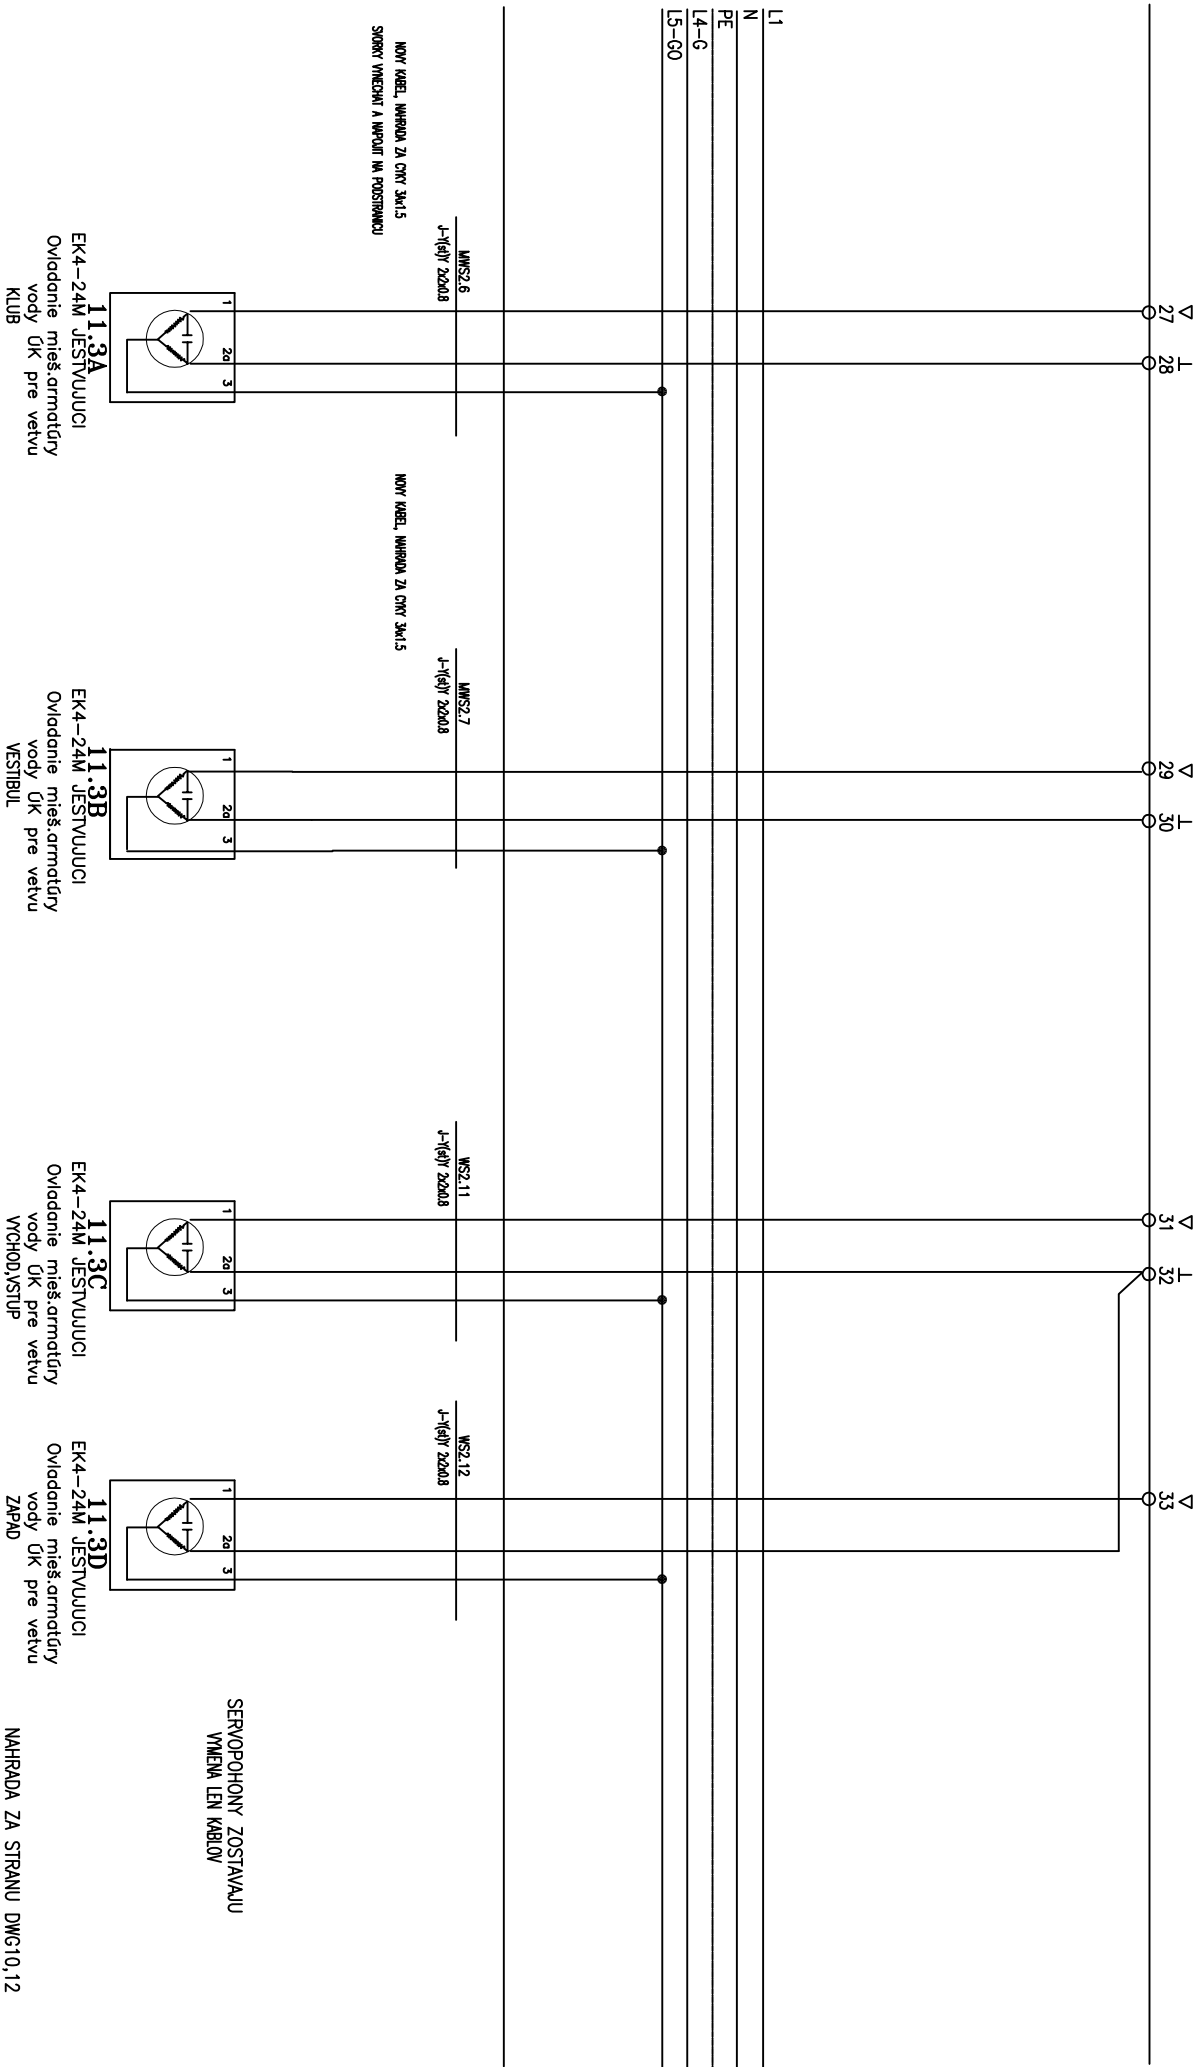 27
28
29
30
31
32
33
L1
N
PE
L4-G
L5-GO
MWS2.6
J-Y(st)Y 2x2x0.8
MWS2.7
J-Y(st)Y 2x2x0.8
WS2.11
J-Y(st)Y 2x2x0.8
WS2.12
J-Y(st)Y 2x2x0.8
NOVY KABEL, NAHRADA ZA CYKY 3Ax1.5
SVORKY VYNECHAT A NAPOJIT NA PODSTRANICU
NOVY KABEL, NAHRADA ZA CYKY 3Ax1.5
1 2a 3
1 2a 3
1 2a 3
1 2a 3
11.3A
EK4-24M JESTVUJUCI
Ovladanie mieš.armatúry
vody ÚK pre vetvu
KLUB
11.3B
EK4-24M JESTVUJUCI
Ovladanie mieš.armatúry
vody ÚK pre vetvu
VESTIBUL
11.3C
EK4-24M JESTVUJUCI
Ovladanie mieš.armatúry
vody ÚK pre vetvu
VYCHOD,VSTUP
11.3D
EK4-24M JESTVUJUCI
Ovladanie mieš.armatúry
vody ÚK pre vetvu
ZAPAD
SERVOPOHONY ZOSTAVAJU
VYMENA LEN KABLOV
NAHRADA ZA STRANU DWG10,12